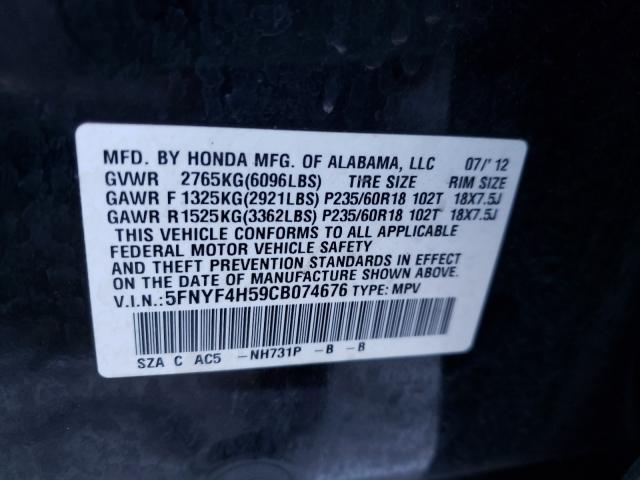 MFD. BY HONDA MFG. OF ALABAMA, LLC 07/12
GVWR 2765KG(6096LBS) TIRE SIZE RIM SIZE
GAWR F 1325KG(2921LBS) P235/60R18 102T 18X7.5J
GAWR R 1525KG(3362LBS) P235/60R18 102T 18X7.5J
THIS VEHICLE CONFORMS TO ALL APPLICABLE
FEDERAL MOTOR VEHICLE SAFETY
AND THEFT PREVENTION STANDARDS IN EFFECT
ON THE DATE OF MANUFACTURE SHOWN ABOVE.
V.I.N.:5FNYF4H59CB074676 TYPE: MPV
SZA C AC5 -NH731P -B -B